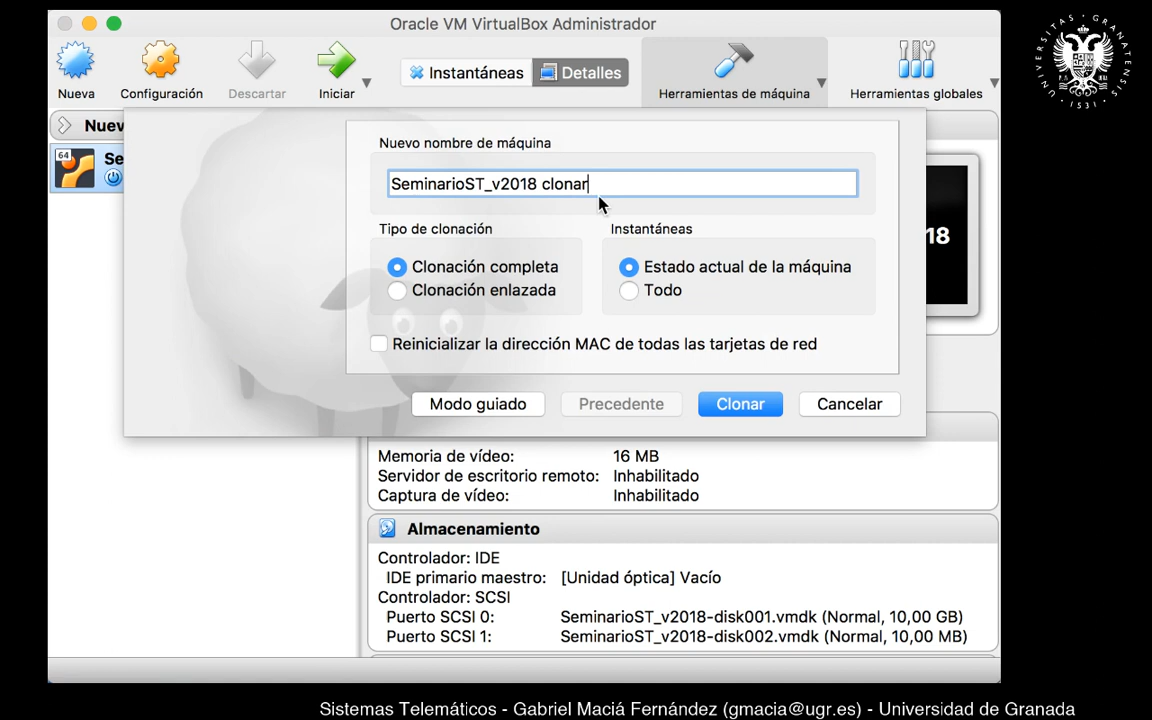 Oracle VM VirtualBox Administrador
Nueva
Configuración
Descartar
Iniciar
Instantáneas
Detalles
Herramientas de máquina
Herramientas globales
64
Nuevo nombre de máquina
SeminarioST_v2018 clonar
Tipo de clonación
Instantáneas
Clonación completa
Clonación enlazada
Estado actual de la máquina
Todo
18
Reinicializar la dirección MAC de todas las tarjetas de red
Modo guiado
Precedente
Clonar
Cancelar
Memoria de vídeo: 16 MB
Servidor de escritorio remoto: Inhabilitado
Captura de vídeo: Inhabilitado
Almacenamiento
Controlador: IDE
IDE primario maestro: [Unidad óptica] Vacío
Controlador: SCSI
Puerto SCSI 0: SeminarioST_v2018-disk001.vmdk (Normal, 10,00 GB)
Puerto SCSI 1: SeminarioST_v2018-disk002.vmdk (Normal, 10,00 MB)
UNIVERSITAS · GRANATENSIS · 1531 ·
Sistemas Telemáticos - Gabriel Maciá Fernández (gmacia@ugr.es) - Universidad de Granada